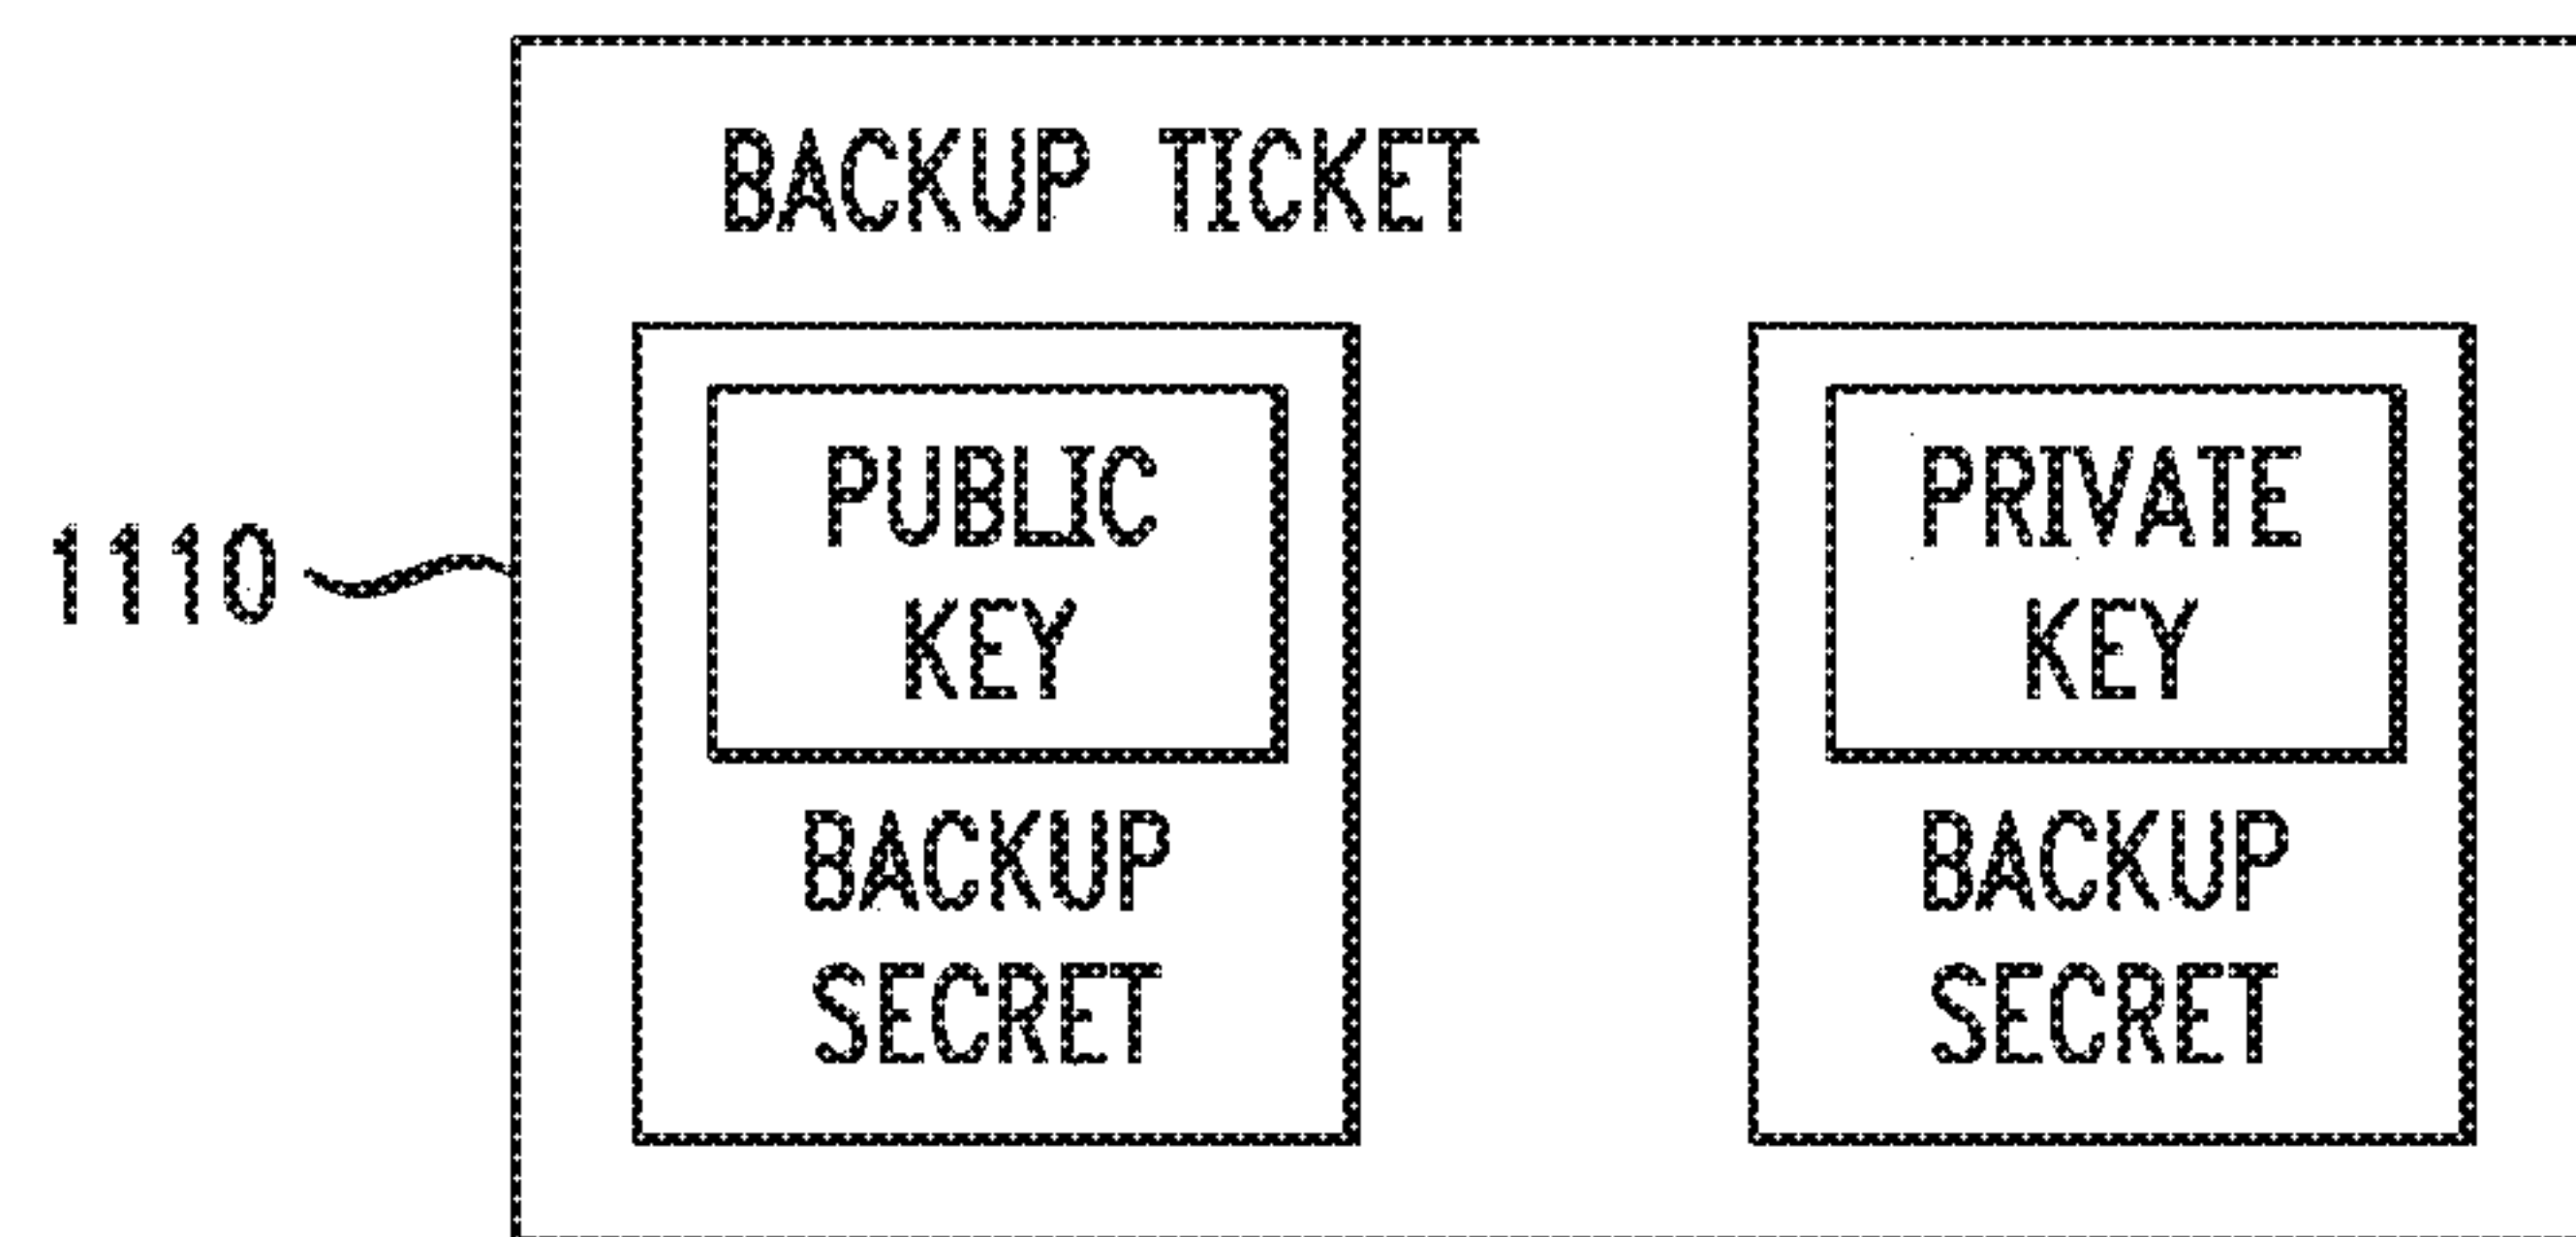 BACKUP TICKET
1110
PUBLIC
KEY
BACKUP
SECRET
PRIVATE
KEY
BACKUP
SECRET